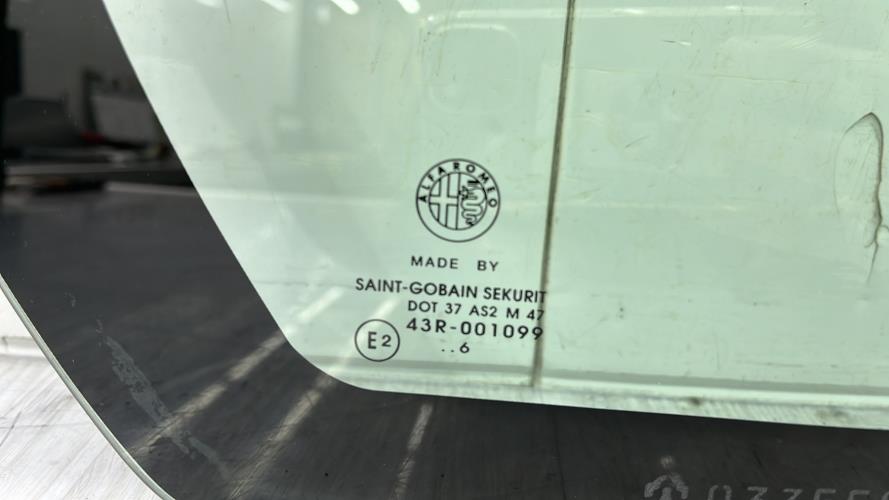 ALFA ROMEO
MADE BY
SAINT-GOBAIN SEKURIT
DOT 37 AS2 M 47
43R-001099
E2
..6